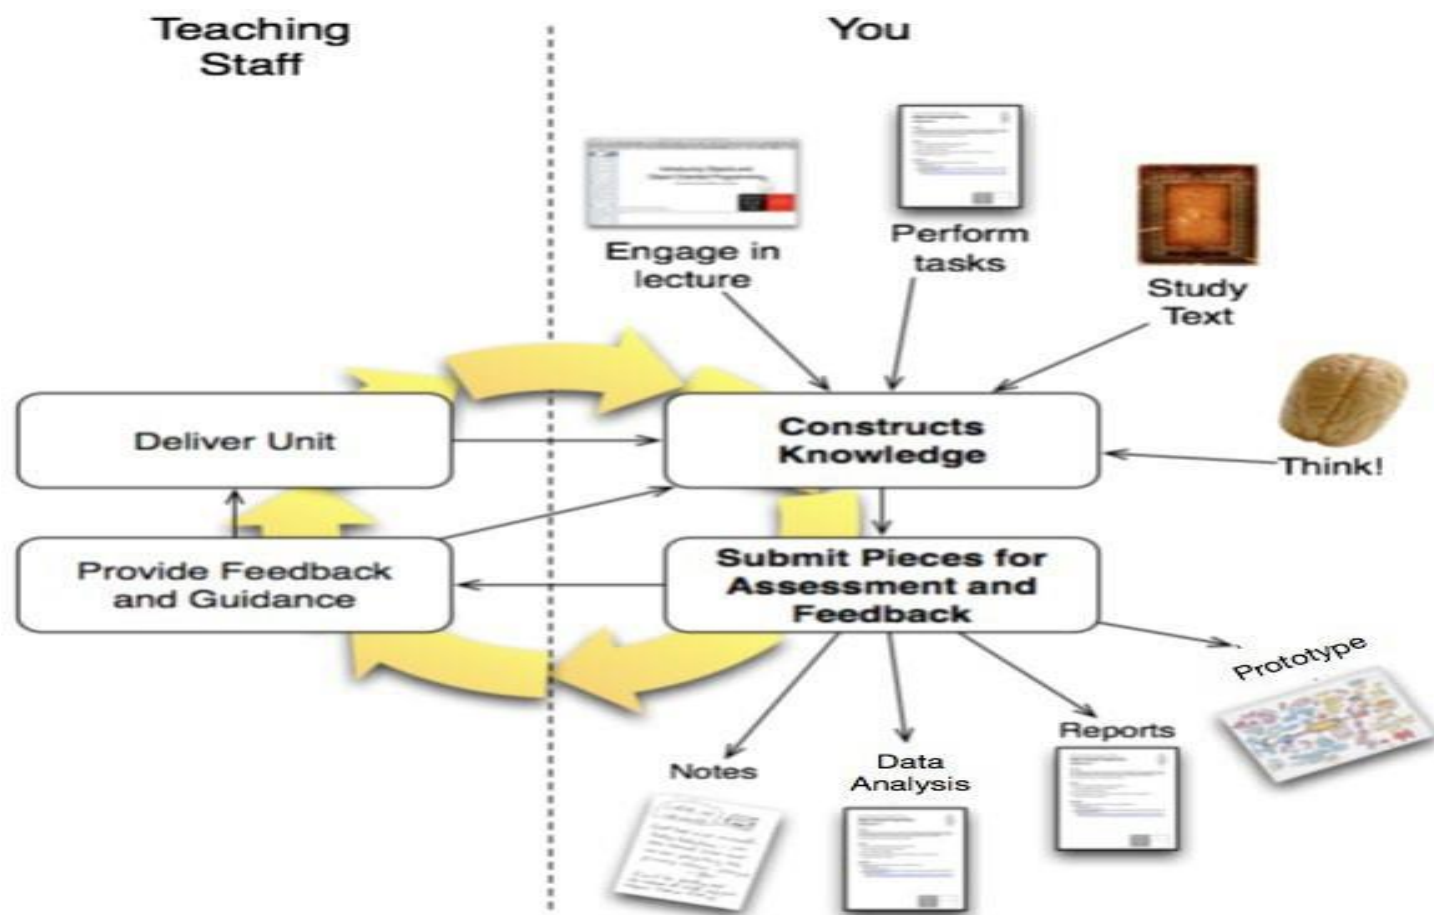 Teaching
Staff
You
Engage in
lecture
Perform
tasks
Study
Text
Think!
Deliver Unit
Constructs
Knowledge
Provide Feedback
and Guidance
Submit Pieces for
Assessment and
Feedback
Prototype
Reports
Notes
Data
Analysis